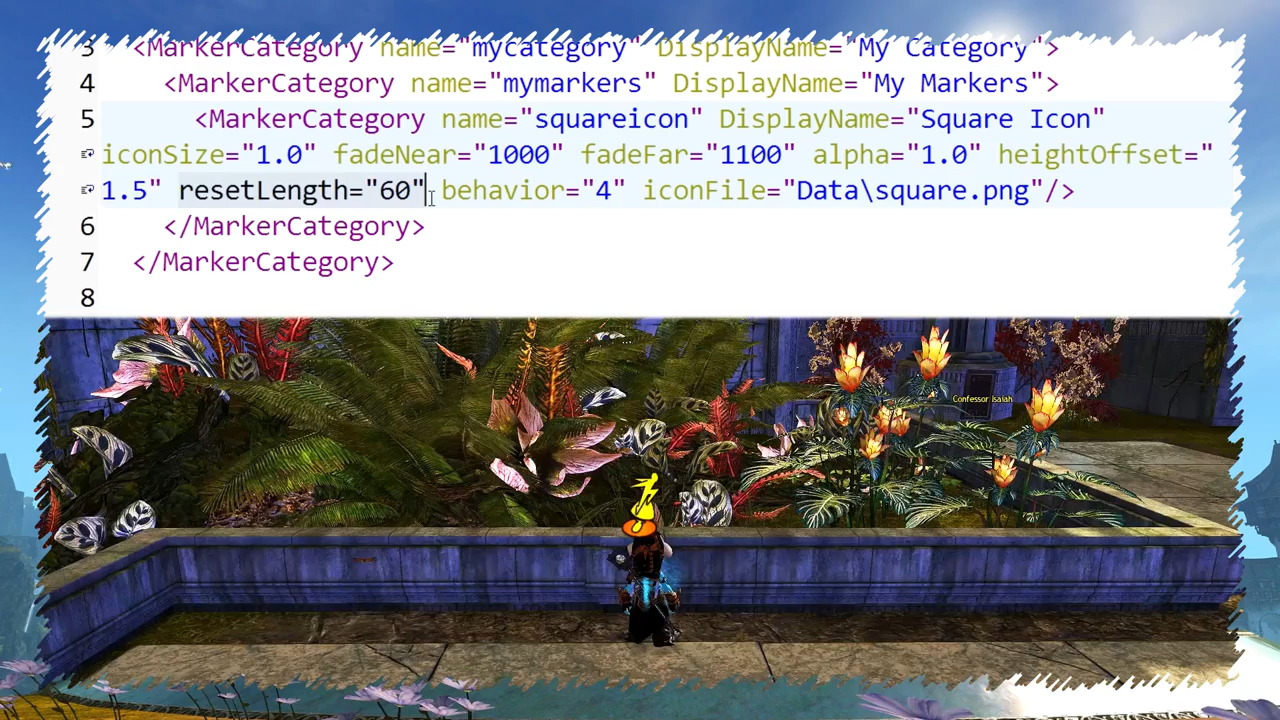 3 <MarkerCategory name="mycategory" DisplayName="My Category">
4 <MarkerCategory name="mymarkers" DisplayName="My Markers">
5 <MarkerCategory name="squareicon" DisplayName="Square Icon"
iconSize="1.0" fadeNear="1000" fadeFar="1100" alpha="1.0" heightOffset="
1.5" resetLength="60" behavior="4" iconFile="Data\square.png"/>
6 </MarkerCategory>
7 </MarkerCategory>
8
Confessor Isaiah